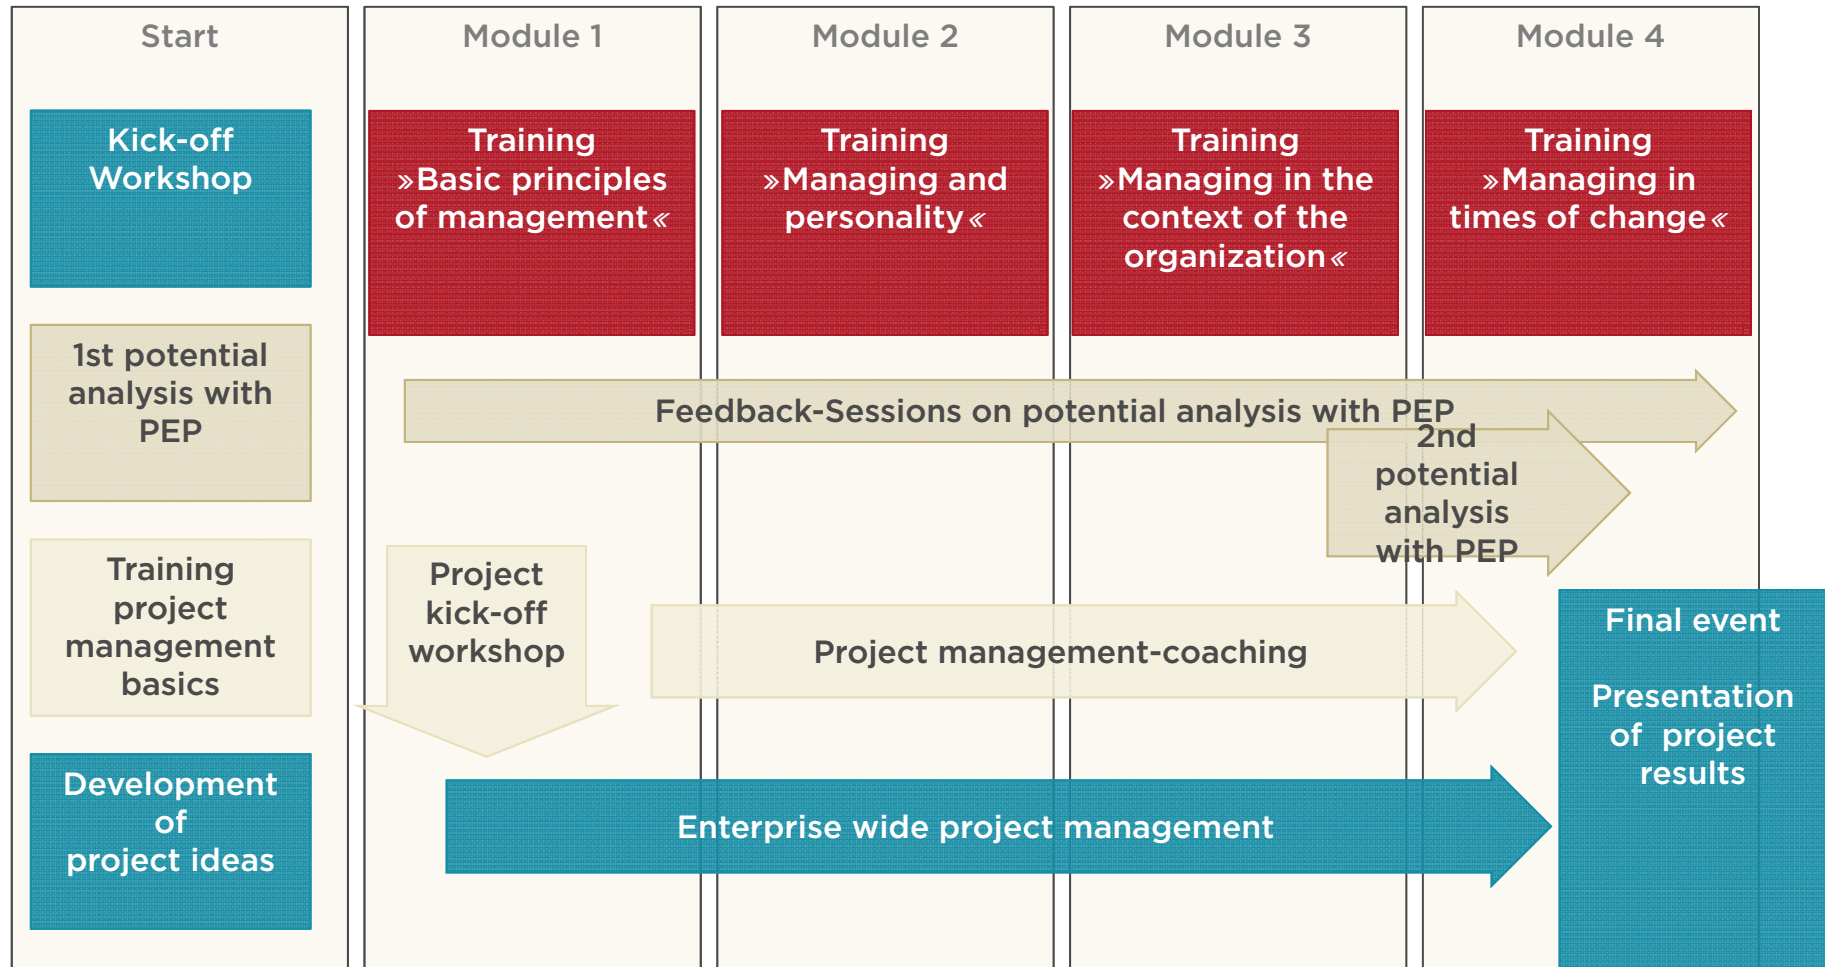 Start
Module 1
Module 2
Module 3
Module 4
Kick-off
Workshop
Training
»Basic principles
of management«
Training
»Managing and
personality«
Training
»Managing in the
context of the
organization«
Training
»Managing in
times of change«
1st potential
analysis with
PEP
Feedback-Sessions on potential analysis with PEP
2nd
potential
analysis
with PEP
Training
project
management
basics
Project
kick-off
workshop
Project management-coaching
Final event
Presentation
of project
results
Development
of
project ideas
Enterprise wide project management